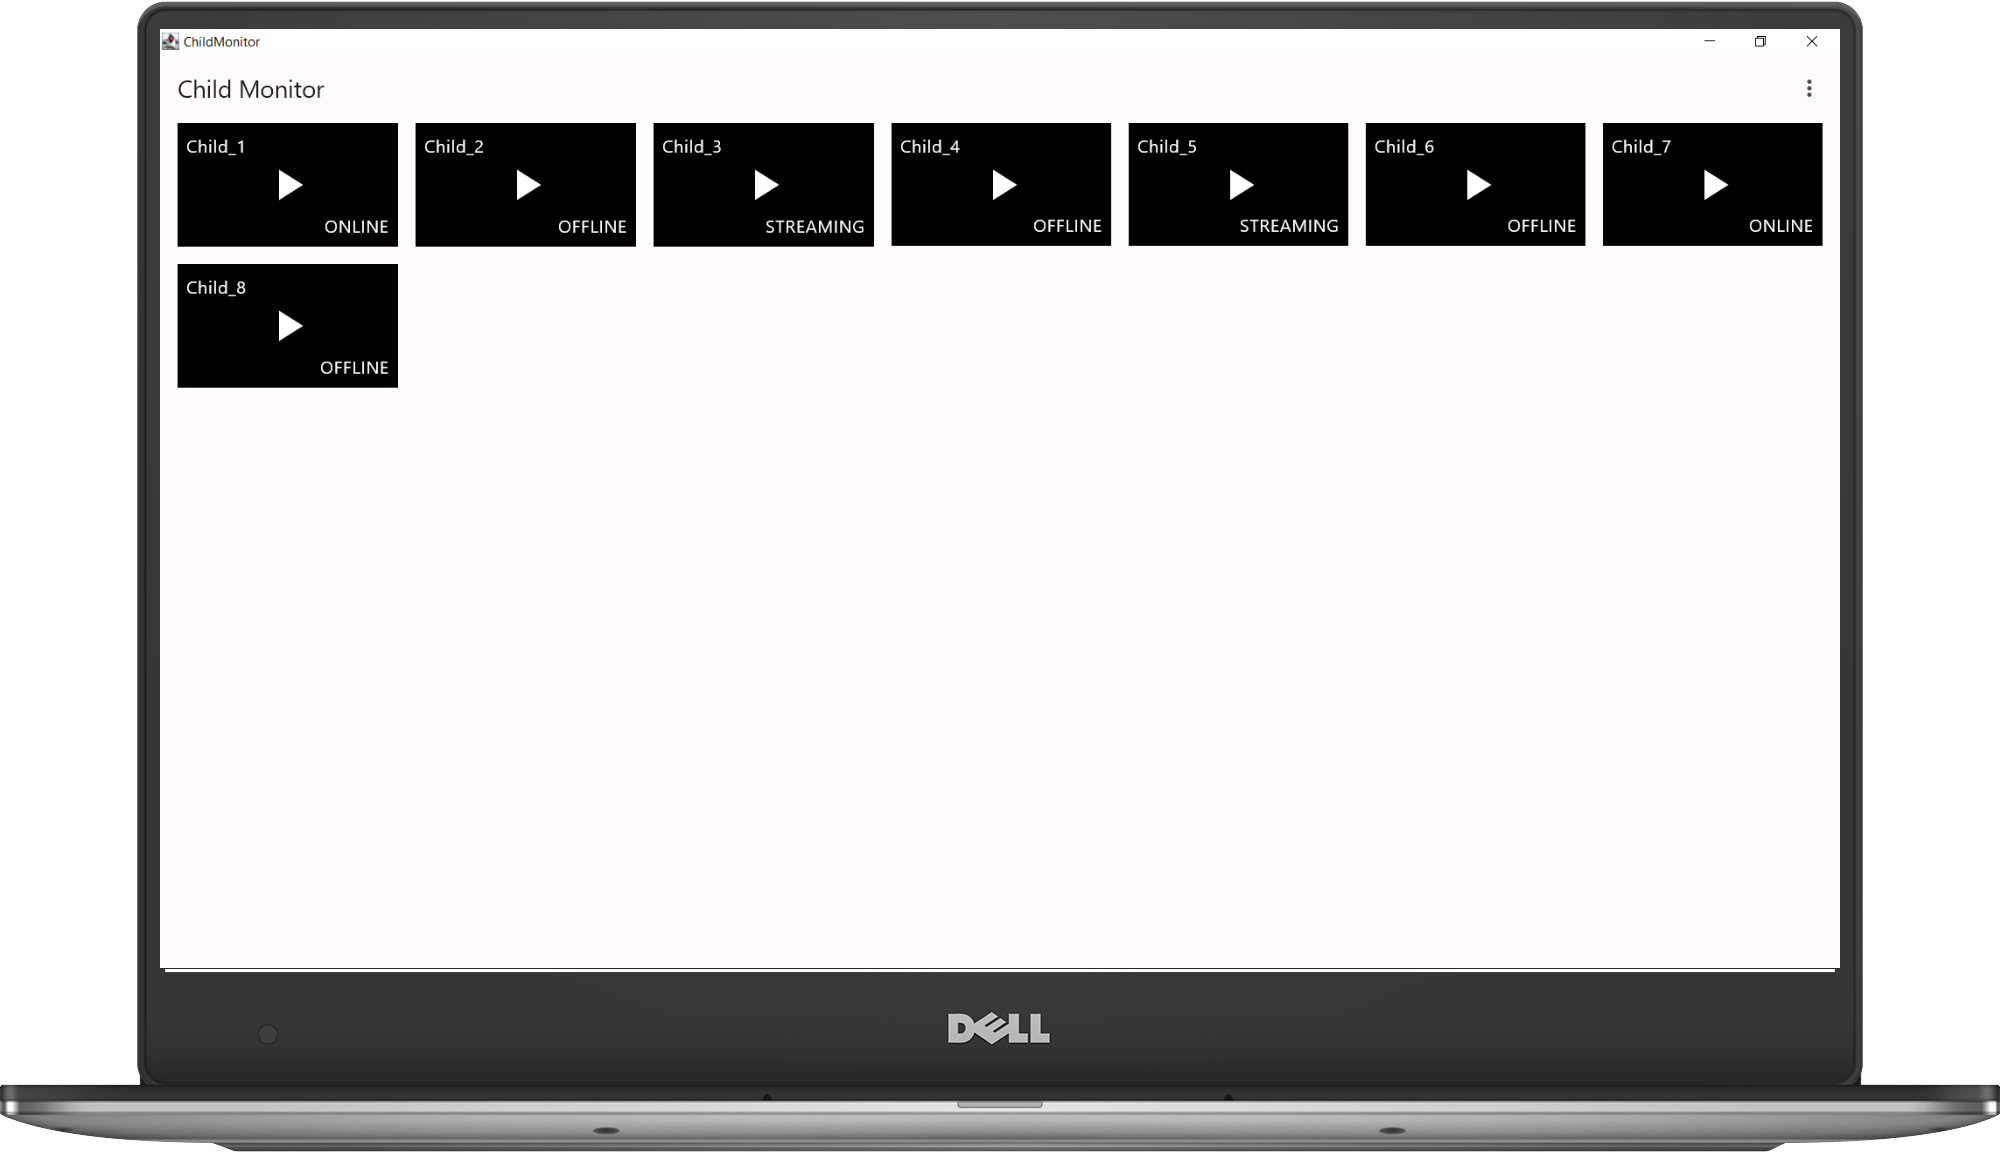 ChildMonitor
Child Monitor
Child_1
ONLINE
Child_2
OFFLINE
Child_3
STREAMING
Child_4
OFFLINE
Child_5
STREAMING
Child_6
OFFLINE
Child_7
ONLINE
Child_8
OFFLINE
DELL